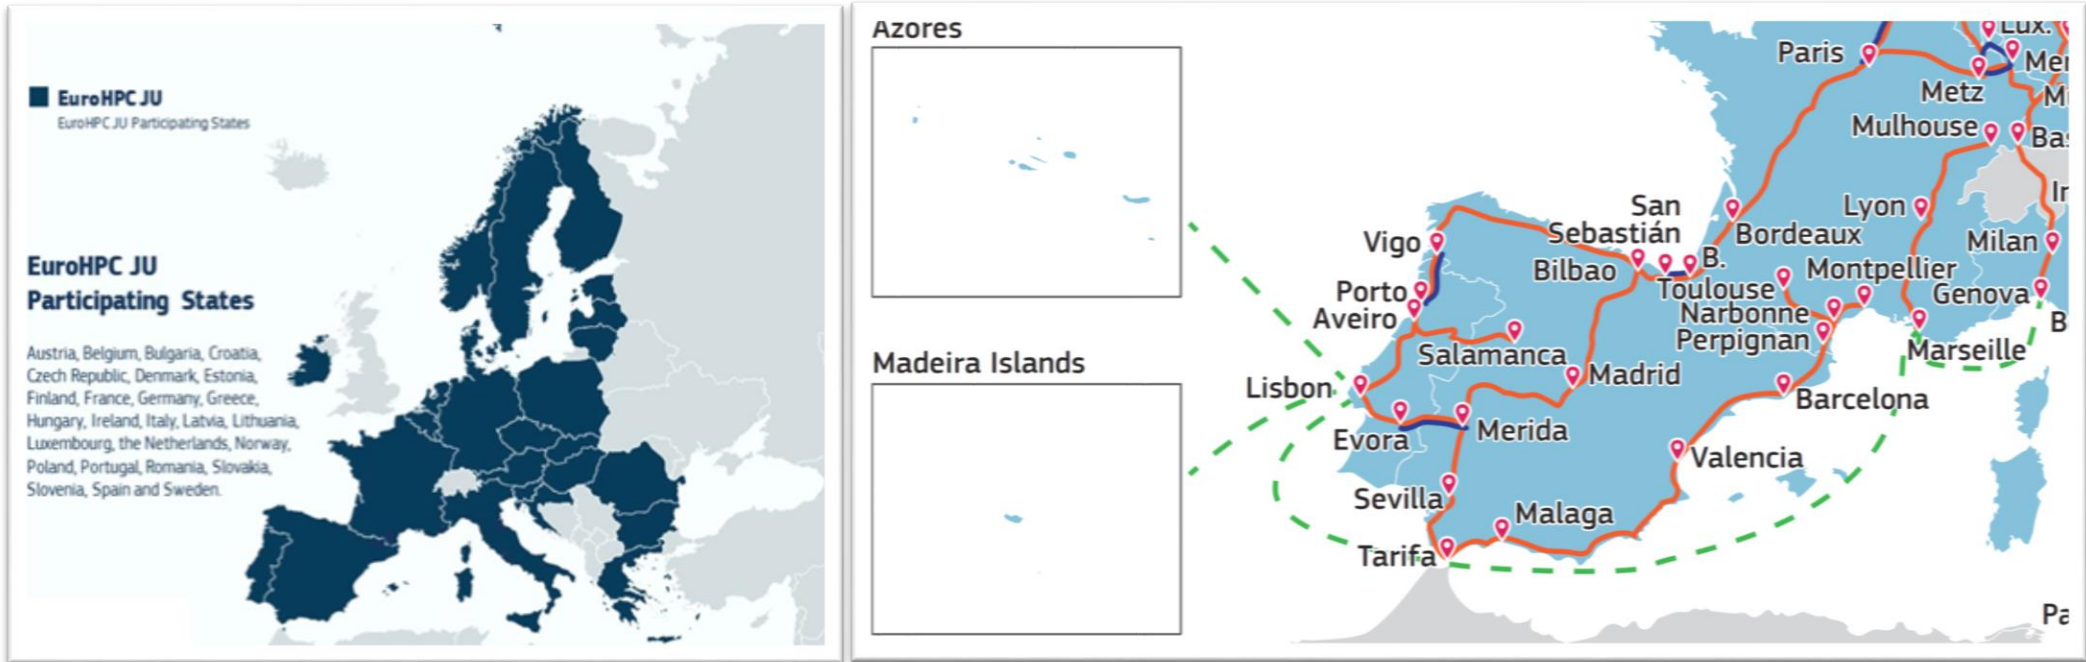 EuroHPC JU
EuroHPC JU Participating States
EuroHPC JU
Participating States
Austria, Belgium, Bulgaria, Croatia,
Czech Republic, Denmark, Estonia,
Finland, France, Germany, Greece,
Hungary, Ireland, Italy, Latvia, Lithuania,
Luxembourg, the Netherlands, Norway,
Poland, Portugal, Romania, Slovakia,
Slovenia, Spain and Sweden.
Azores
Madeira Islands
Lux.
Paris
Metz
Mulhouse
Lyon
Milan
San
Sebastián
Vigo
Bordeaux
B.
Bilbao
Montpellier
Porto
Toulouse
Genova
Aveiro
Narbonne
Perpignan
Salamanca
Marseille
Lisbon
Madrid
Barcelona
Evora
Merida
Valencia
Sevilla
Malaga
Tarifa